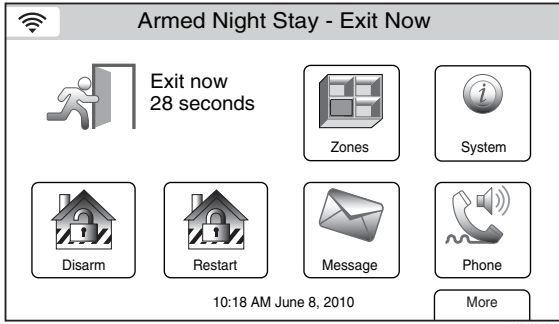 Armed Night Stay - Exit Now
Exit now
28 seconds
Zones
System
Disarm
Restart
Message
Phone
10:18 AM June 8, 2010
More